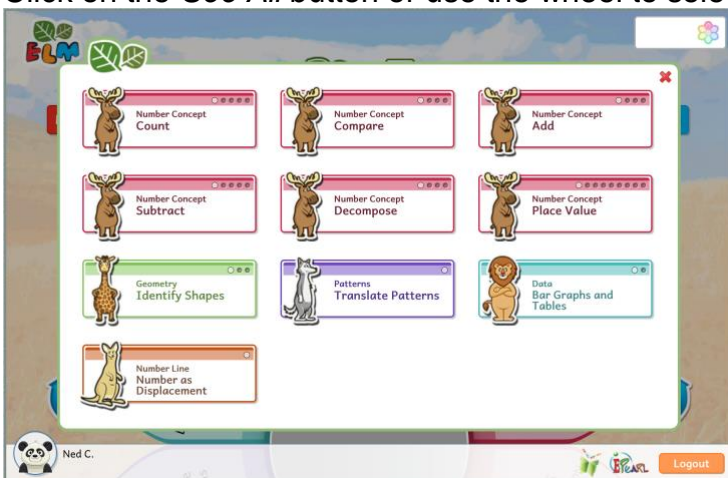 Click on the See All button or use the wheel to sele
ELM
Number Concept
Count
Number Concept
Compare
Number Concept
Add
Number Concept
Subtract
Number Concept
Decompose
Number Concept
Place Value
Geometry
Identify Shapes
Patterns
Translate Patterns
Data
Bar Graphs and
Tables
Number Line
Number as
Displacement
Ned C.
EPEARL
Logout